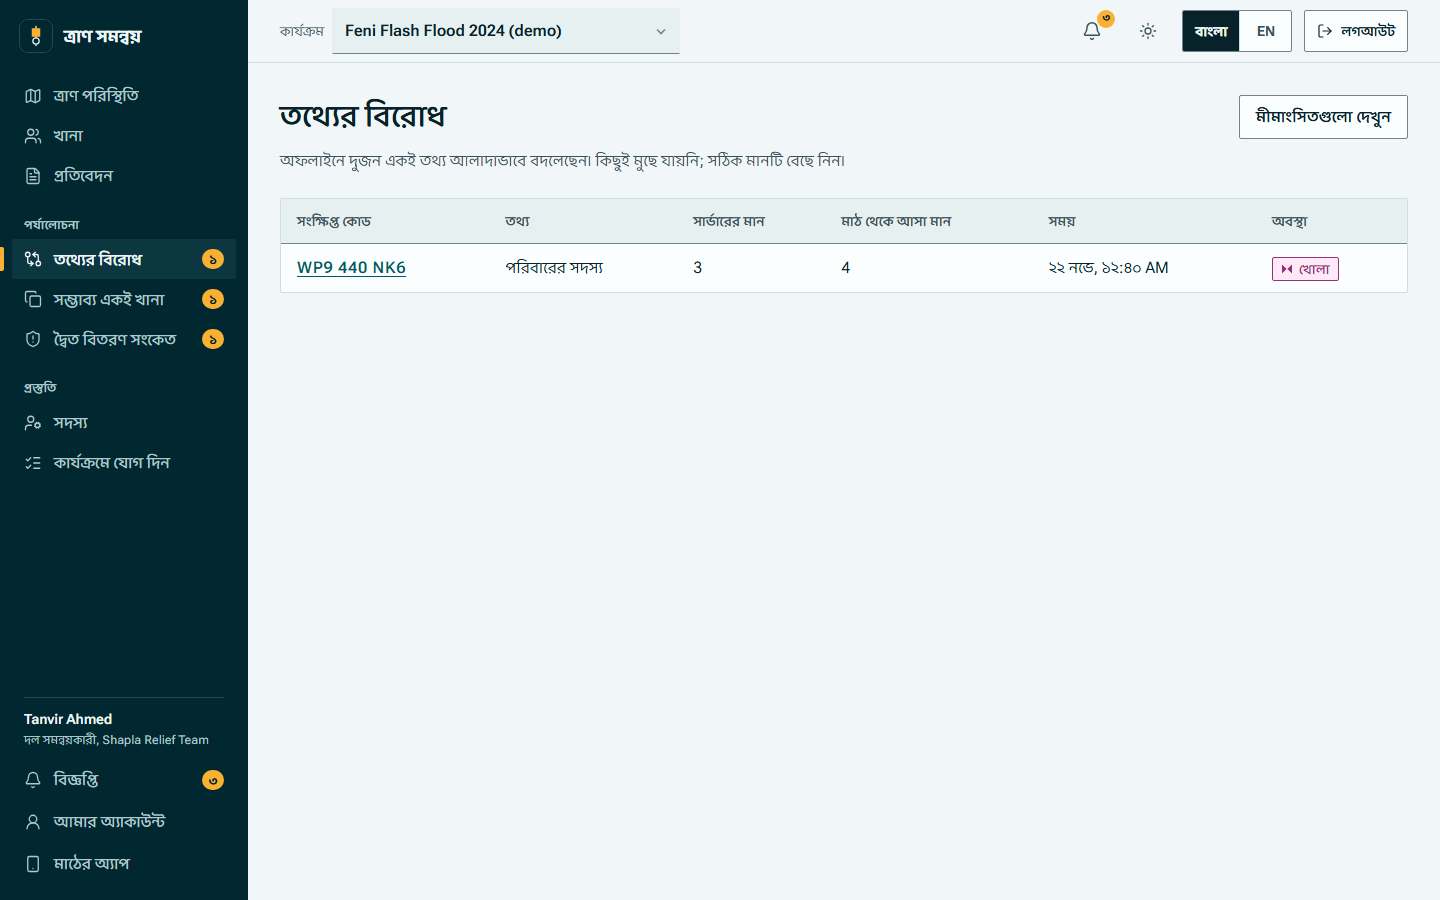 ত্রাণ সমন্বয়
ত্রাণ পরিস্থিতি
খানা
প্রতিবেদন
পর্যালোচনা
তথ্যের বিরোধ ১
সম্ভাব্য একই খানা ১
দ্বৈত বিতরণ সংকেত ১
প্রস্তুতি
সদস্য
কার্যক্রমে যোগ দিন
Tanvir Ahmed
দল সমন্বয়কারী, Shapla Relief Team
বিজ্ঞপ্তি ৩
আমার অ্যাকাউন্ট
মাঠের অ্যাপ
কার্যক্রম Feni Flash Flood 2024 (demo) ৩ বাংলা EN লগআউট
তথ্যের বিরোধ
মীমাংসিতগুলো দেখুন
অফলাইনে দুজন একই তথ্য আলাদাভাবে বদলেছেন। কিছুই মুছে যায়নি; সঠিক মানটি বেছে নিন।
সংক্ষিপ্ত কোড তথ্য সার্ভারের মান মাঠ থেকে আসা মান সময় অবস্থা
WP9 440 NK6 পরিবারের সদস্য 3 4 ২২ নভে, ১২:৪০ AM খোলা